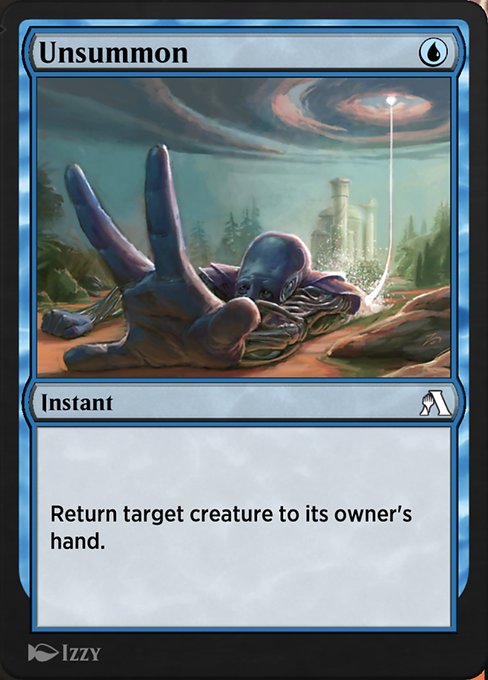 Unsummon
Instant
Return target creature to its owner's
hand.
Izzy